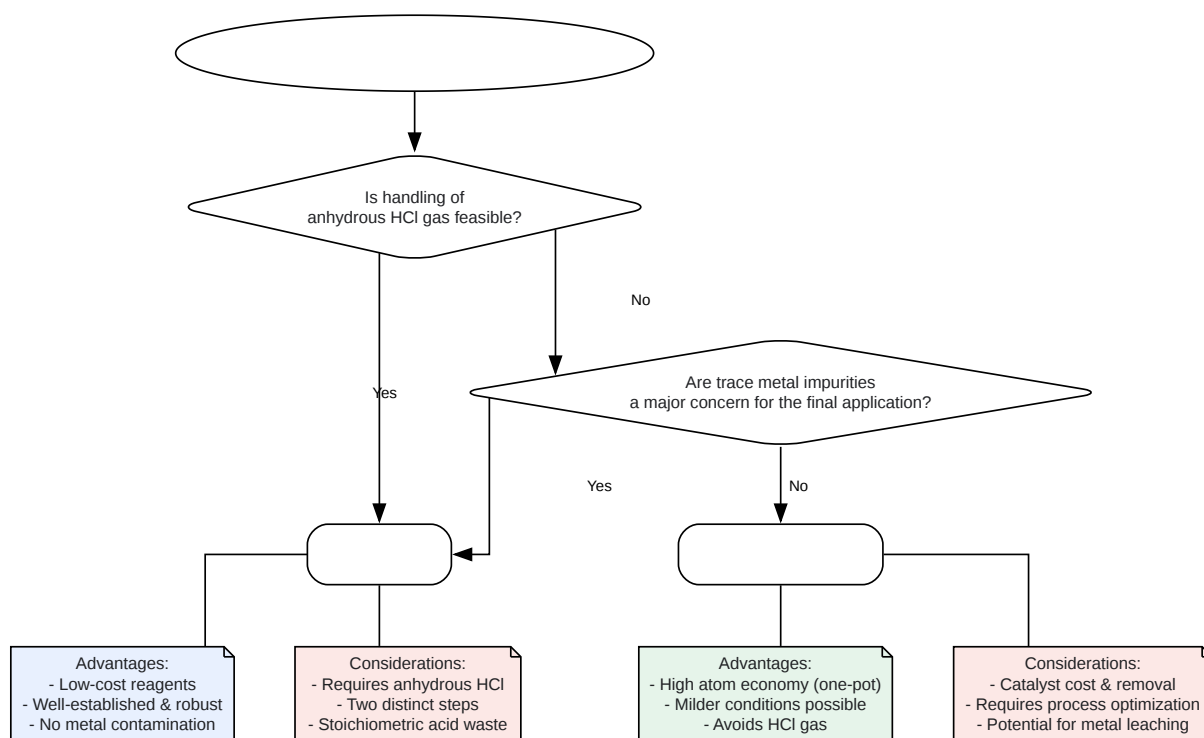 Is handling of
anhydrous HCl gas feasible?
No
Are trace metal impurities
a major concern for the final application?
Yes
Yes
No
Advantages:
- Low-cost reagents
- Well-established & robust
- No metal contamination
Considerations:
- Requires anhydrous HCl
- Two distinct steps
- Stoichiometric acid waste
Advantages:
- High atom economy (one-pot)
- Milder conditions possible
- Avoids HCl gas
Considerations:
- Catalyst cost & removal
- Requires process optimization
- Potential for metal leaching